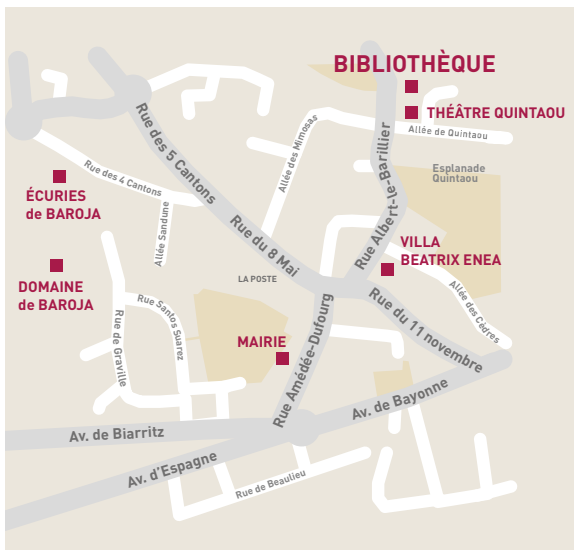 BIBLIOTHÈQUE
THÉÂTRE QUINTAOU
Allée de Quintaou
Rue des 5 Cantons
Allée des Mimosas
Rue Albert-le-Barillier
Esplanade
Quintaou
Rue des 4 Cantons
ÉCURIES
de BAROJA
Allée Sandune
Rue du 8 Mai
VILLA
BEATRIX ENEA
DOMAINE
de BAROJA
LA POSTE
Allée des Cèdres
Rue Santos Suarez
Rue de Graville
MAIRIE
Rue Amédée-Dufourg
Rue du 11 novembre
Av. de Bayonne
Av. de Biarritz
Av. d'Espagne
Rue de Beaulieu